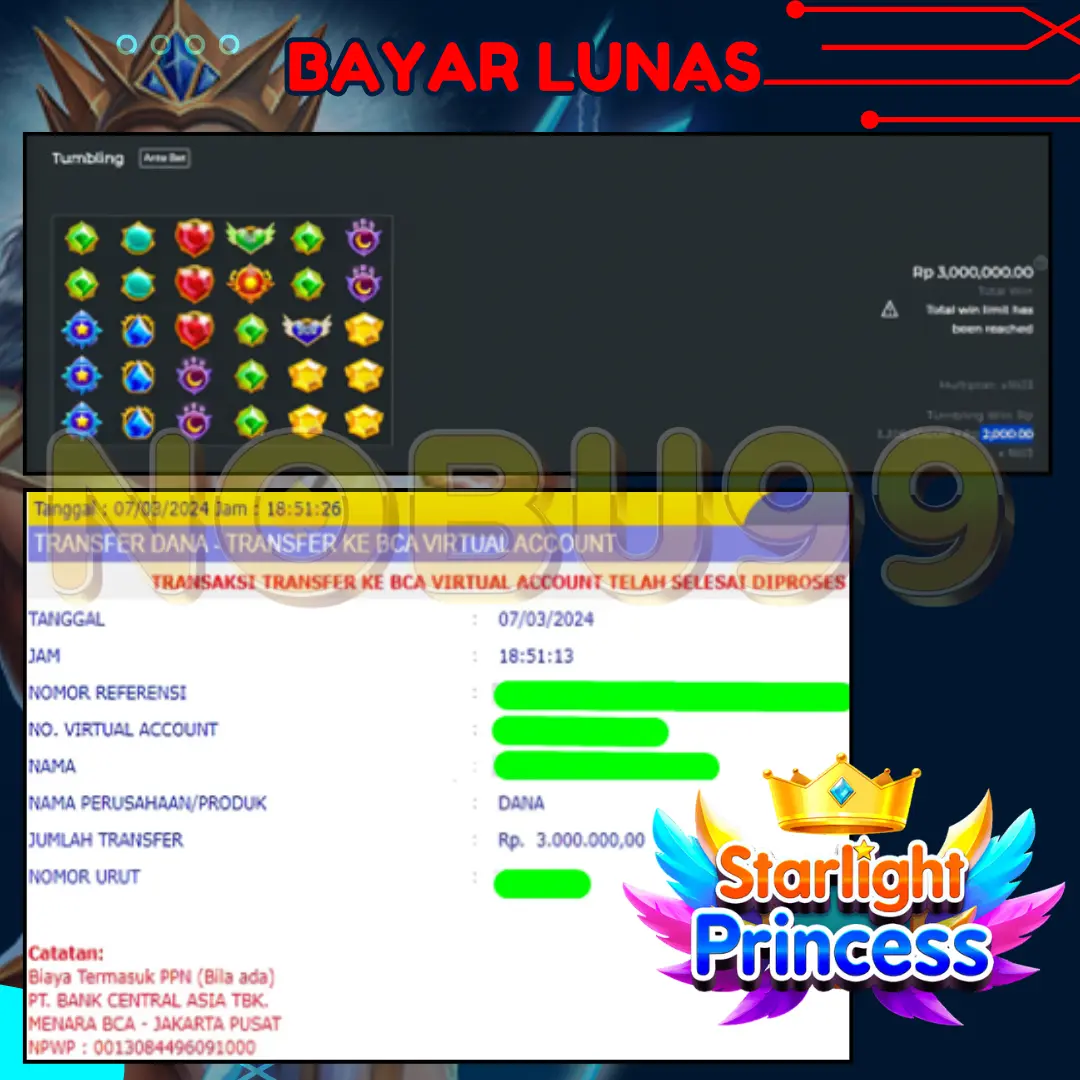 BAYAR LUNAS
Tumbling Ante Bet
Rp 3,000,000.00
Total Win
Total win limit has
been reached
Tumbling Win Rp
2,000.00
NOBU99
Tanggal : 07/03/2024 Jam : 18:51:26
TRANSFER DANA - TRANSFER KE BCA VIRTUAL ACCOUNT
TRANSAKSI TRANSFER KE BCA VIRTUAL ACCOUNT TELAH SELESAI DIPROSES
TANGGAL : 07/03/2024
JAM : 18:51:13
NOMOR REFERENSI :
NO. VIRTUAL ACCOUNT :
NAMA :
NAMA PERUSAHAAN/PRODUK : DANA
JUMLAH TRANSFER : Rp. 3.000.000,00
NOMOR URUT :
Starlight
Princess
Catatan:
Biaya Termasuk PPN (Bila ada)
PT. BANK CENTRAL ASIA TBK.
MENARA BCA - JAKARTA PUSAT
NPWP : 0013084496091000